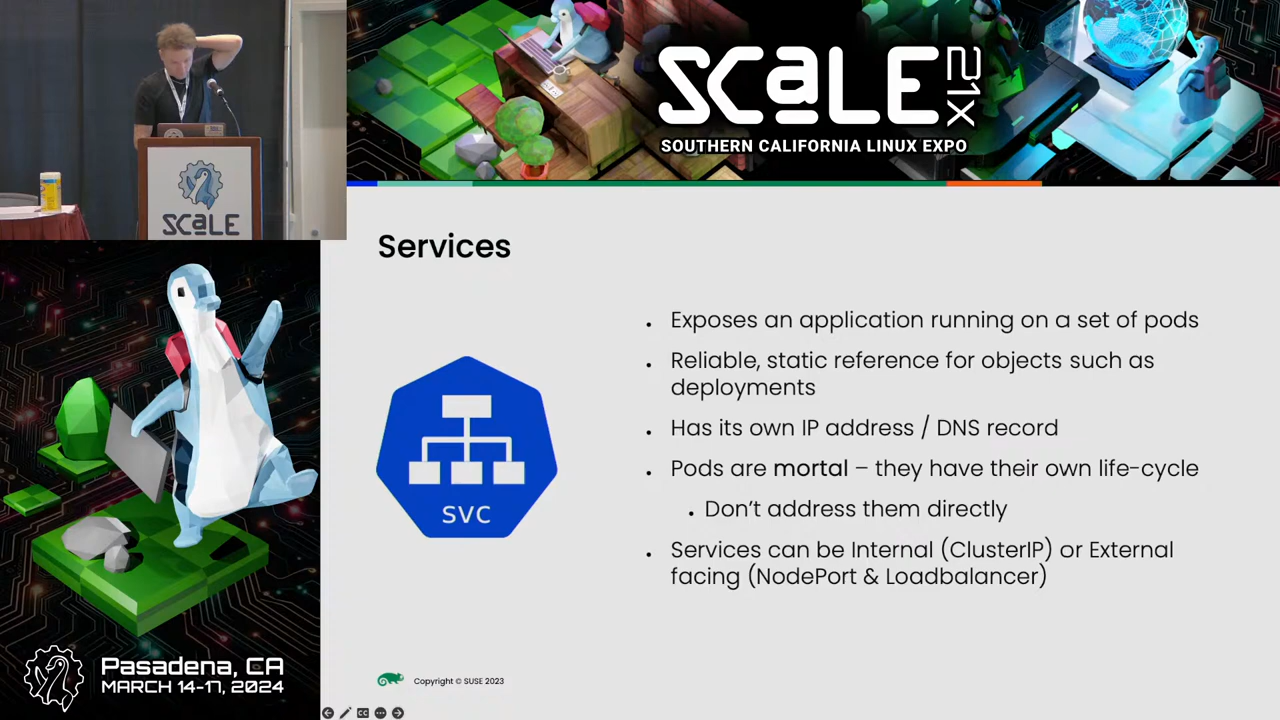 SCaLE 21X
SOUTHERN CALIFORNIA LINUX EXPO
SCaLE
Services
Exposes an application running on a set of pods
Reliable, static reference for objects such as
deployments
Has its own IP address / DNS record
Pods are mortal – they have their own life-cycle
Don't address them directly
Services can be Internal (ClusterIP) or External
facing (NodePort & Loadbalancer)
svc
Pasadena, CA
MARCH 14-17, 2024
Copyright © SUSE 2023
CC